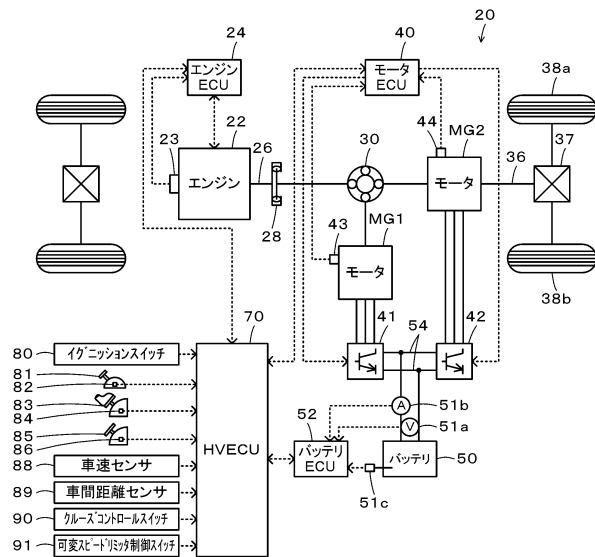 20
24
エンジン
ECU
40
モータ
ECU
38a
22
23
エンジン
26
28
30
44
MG2
モータ
36
37
38b
43
MG1
モータ
70
41
54
42
80
イグニッションスイッチ
81
82
83
84
85
86
88
車速センサ
89
車間距離センサ
90
クルーズコントロールスイッチ
91
可変スピードリミッタ制御スイッチ
HVECU
52
バッテリ
ECU
A
51b
V
51a
バッテリ
50
51c